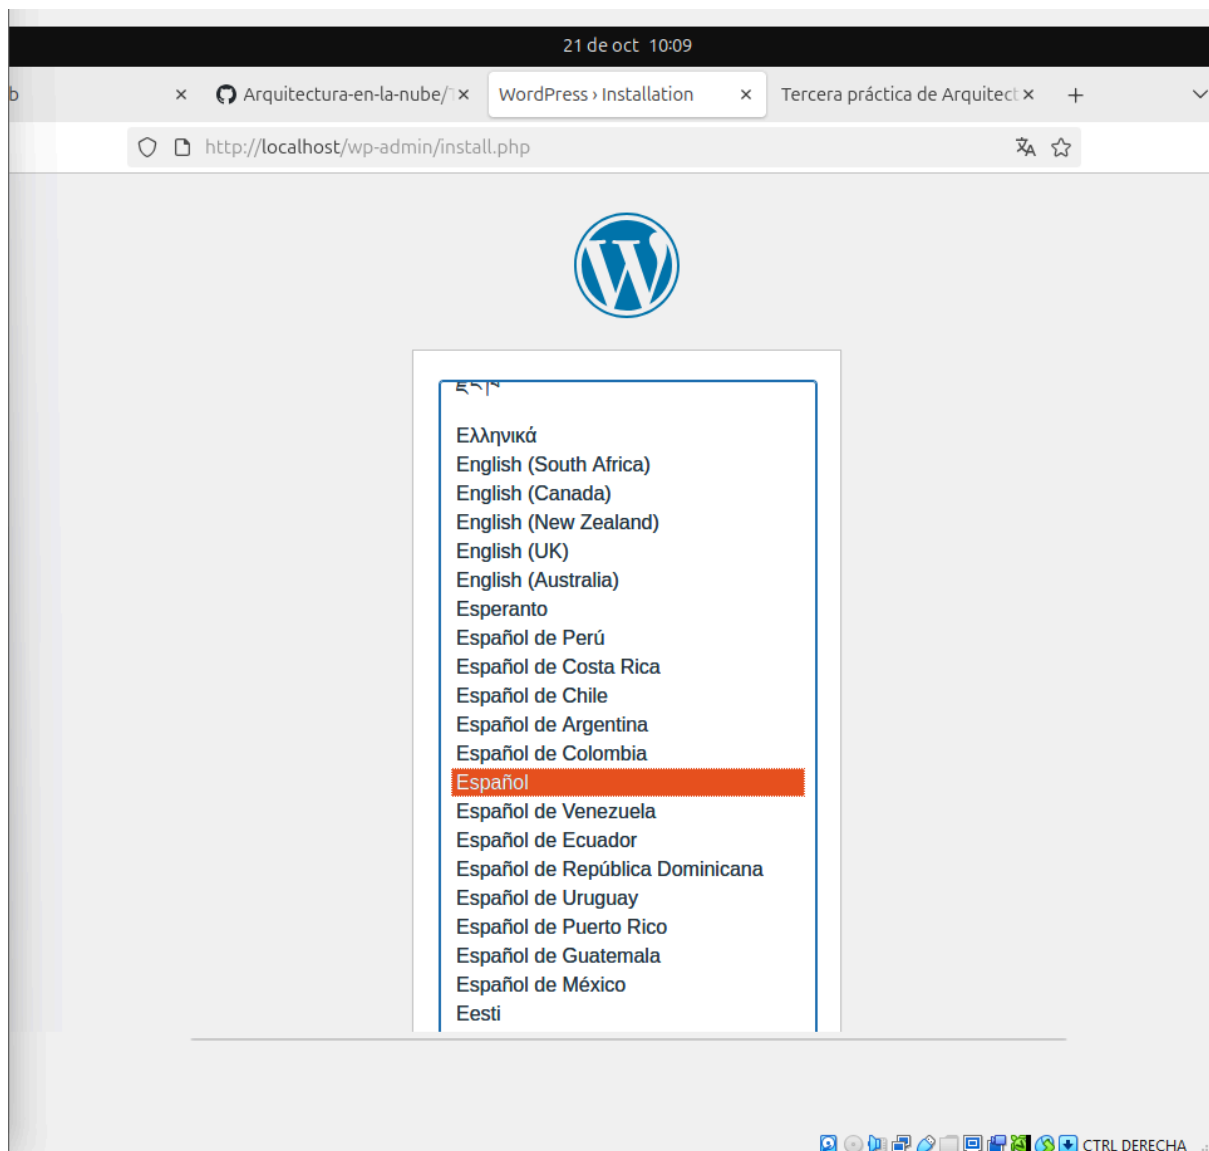 21 de oct 10:09
b
Arquitectura-en-la-nube/
WordPress › Installation
Tercera práctica de Arquitect
http://localhost/wp-admin/install.php
Ελληνικά
English (South Africa)
English (Canada)
English (New Zealand)
English (UK)
English (Australia)
Esperanto
Español de Perú
Español de Costa Rica
Español de Chile
Español de Argentina
Español de Colombia
Español
Español de Venezuela
Español de Ecuador
Español de República Dominicana
Español de Uruguay
Español de Puerto Rico
Español de Guatemala
Español de México
Eesti
CTRL DERECHA